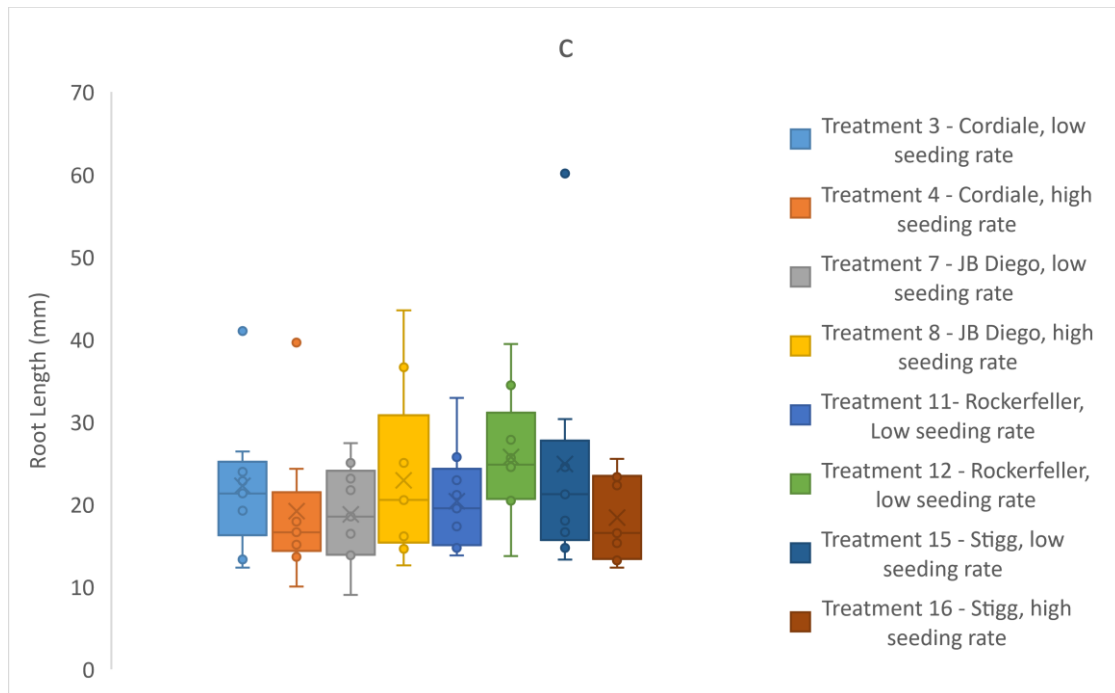 C
70
60
50
40
30
20
10
0
Root Length (mm)
Treatment 3 - Cordiale, low
seeding rate
Treatment 4 - Cordiale, high
seeding rate
Treatment 7 - JB Diego, low
seeding rate
Treatment 8 - JB Diego, high
seeding rate
Treatment 11- Rockerfeller,
Low seeding rate
Treatment 12 - Rockerfeller,
low seeding rate
Treatment 15 - Stigg, low
seeding rate
Treatment 16 - Stigg, high
seeding rate